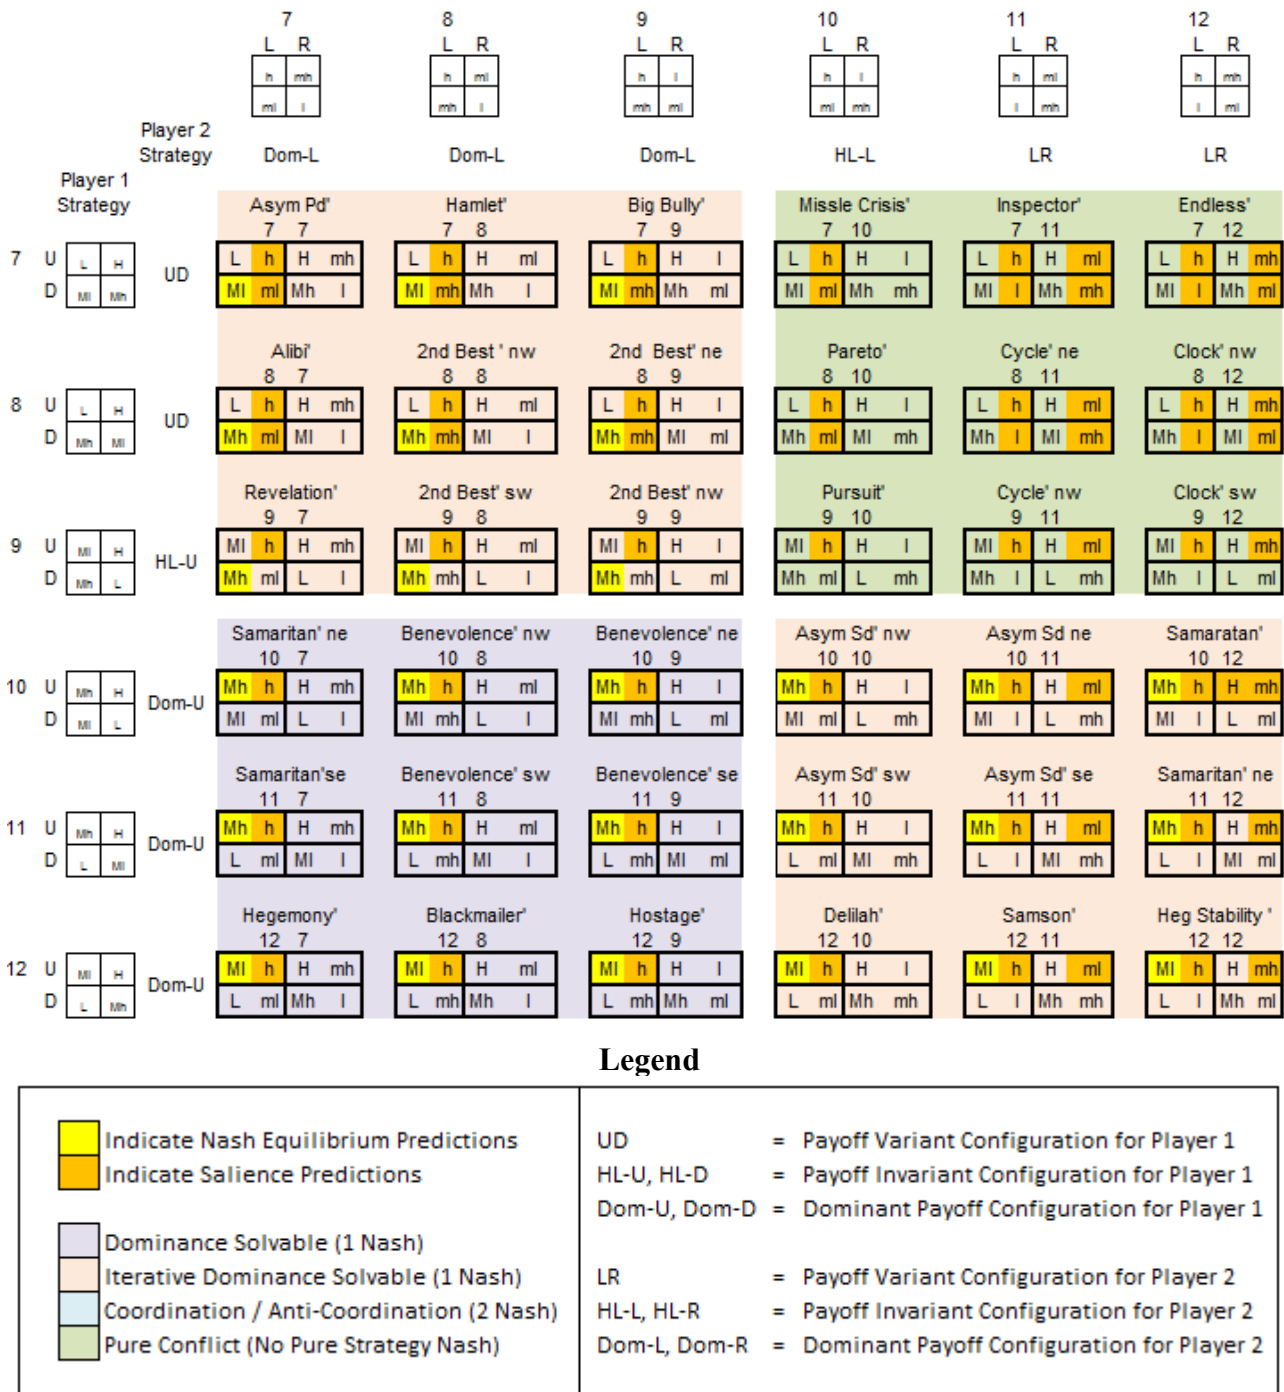 7 8 9 10 11 12
L R L R L R L R L R L R
h mh h ml h l h l h ml h mh
ml l mh l mh ml ml mh l mh l ml
Player 2
Strategy Dom-L Dom-L Dom-L HL-L LR LR
Player 1
Strategy
Asym Pd' Hamlet' Big Bully' Missle Crisis' Inspector' Endless'
7 7 7 8 7 9 7 10 7 11 7 12
7 U L H UD L h H mh L h H ml L h H l L h H l L h H ml L h H mh
D Ml Mh Ml ml Mh l Ml mh Mh l Ml mh Mh ml Ml ml Mh mh Ml l Mh mh Ml l Mh ml
Alibi' 2nd Best ' nw 2nd Best' ne Pareto' Cycle' ne Clock' nw
8 7 8 8 8 9 8 10 8 11 8 12
8 U L H UD L h H mh L h H ml L h H l L h H l L h H ml L h H mh
D Mh Ml Mh ml Ml l Mh mh Ml l Mh mh Ml ml Mh ml Ml mh Mh l Ml mh Mh l Ml ml
Revelation' 2nd Best' sw 2nd Best' nw Pursuit' Cycle' nw Clock' sw
9 7 9 8 9 9 9 10 9 11 9 12
9 U Ml H HL-U Ml h H mh Ml h H ml Ml h H l Ml h H l Ml h H ml Ml h H mh
D Mh L Mh ml L l Mh mh L l Mh mh L ml Mh ml L mh Mh l L mh Mh l L ml
Samaritan' ne Benevolence' nw Benevolence' ne Asym Sd' nw Asym Sd ne Samaratan'
10 7 10 8 10 9 10 10 10 11 10 12
10 U Mh H Dom-U Mh h H mh Mh h H ml Mh h H l Mh h H l Mh h H ml Mh h H mh
D Ml L Ml ml L l Ml mh L l Ml mh L ml Ml ml L mh Ml l L mh Ml l L ml
Samaritan'se Benevolence' sw Benevolence' se Asym Sd' sw Asym Sd' se Samaritan' ne
11 7 11 8 11 9 11 10 11 11 11 12
11 U Mh H Dom-U Mh h H mh Mh h H ml Mh h H l Mh h H l Mh h H ml Mh h H mh
D L Ml L ml Ml l L mh Ml l L mh Ml ml L ml Ml mh L l Ml mh L l Ml ml
Hegemony' Blackmailer' Hostage' Delilah' Samson' Heg Stability '
12 7 12 8 12 9 12 10 12 11 12 12
12 U Ml H Dom-U Ml h H mh Ml h H ml Ml h H l Ml h H l Ml h H ml Ml h H mh
D L Mh L ml Mh l L mh Mh l L mh Mh ml L ml Mh mh L l Mh mh L l Mh ml
Legend
Indicate Nash Equilibrium Predictions
Indicate Salience Predictions
Dominance Solvable (1 Nash)
Iterative Dominance Solvable (1 Nash)
Coordination / Anti-Coordination (2 Nash)
Pure Conflict (No Pure Strategy Nash)
UD = Payoff Variant Configuration for Player 1
HL-U, HL-D = Payoff Invariant Configuration for Player 1
Dom-U, Dom-D = Dominant Payoff Configuration for Player 1
LR = Payoff Variant Configuration for Player 2
HL-L, HL-R = Payoff Invariant Configuration for Player 2
Dom-L, Dom-R = Dominant Payoff Configuration for Player 2